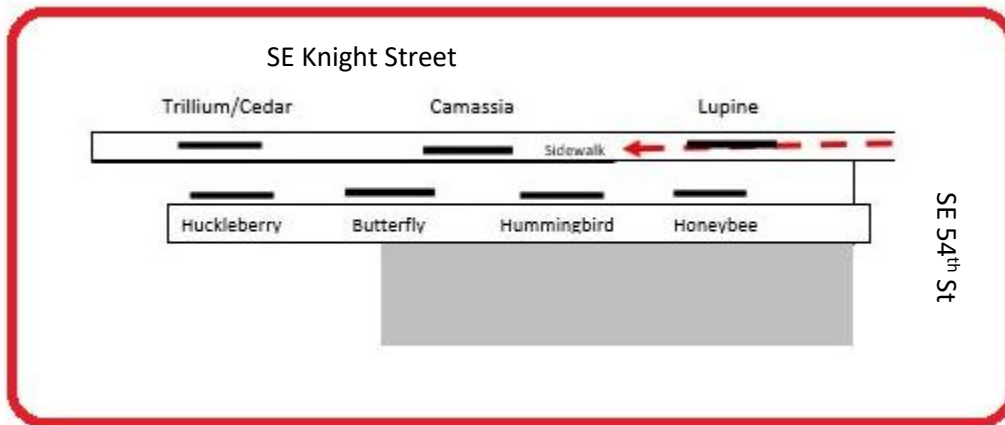 SE Knight Street
Trillium/Cedar Camassia Lupine
Sidewalk
Huckleberry Butterfly Hummingbird Honeybee
SE 54th St